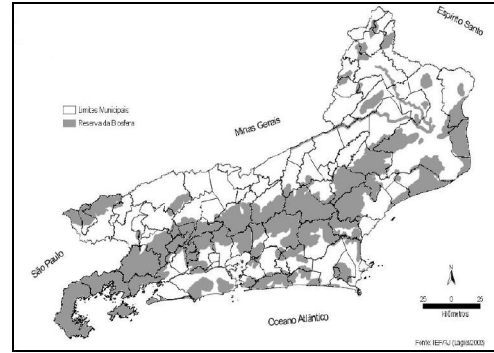 Espírito Santo
Limites Municipais
Reserva da Biosfera
Minas Gerais
São Paulo
N
25 0 25
Kilômetros
Oceano Atlântico
Fonte: IEF/RJ (Lagief/2003)